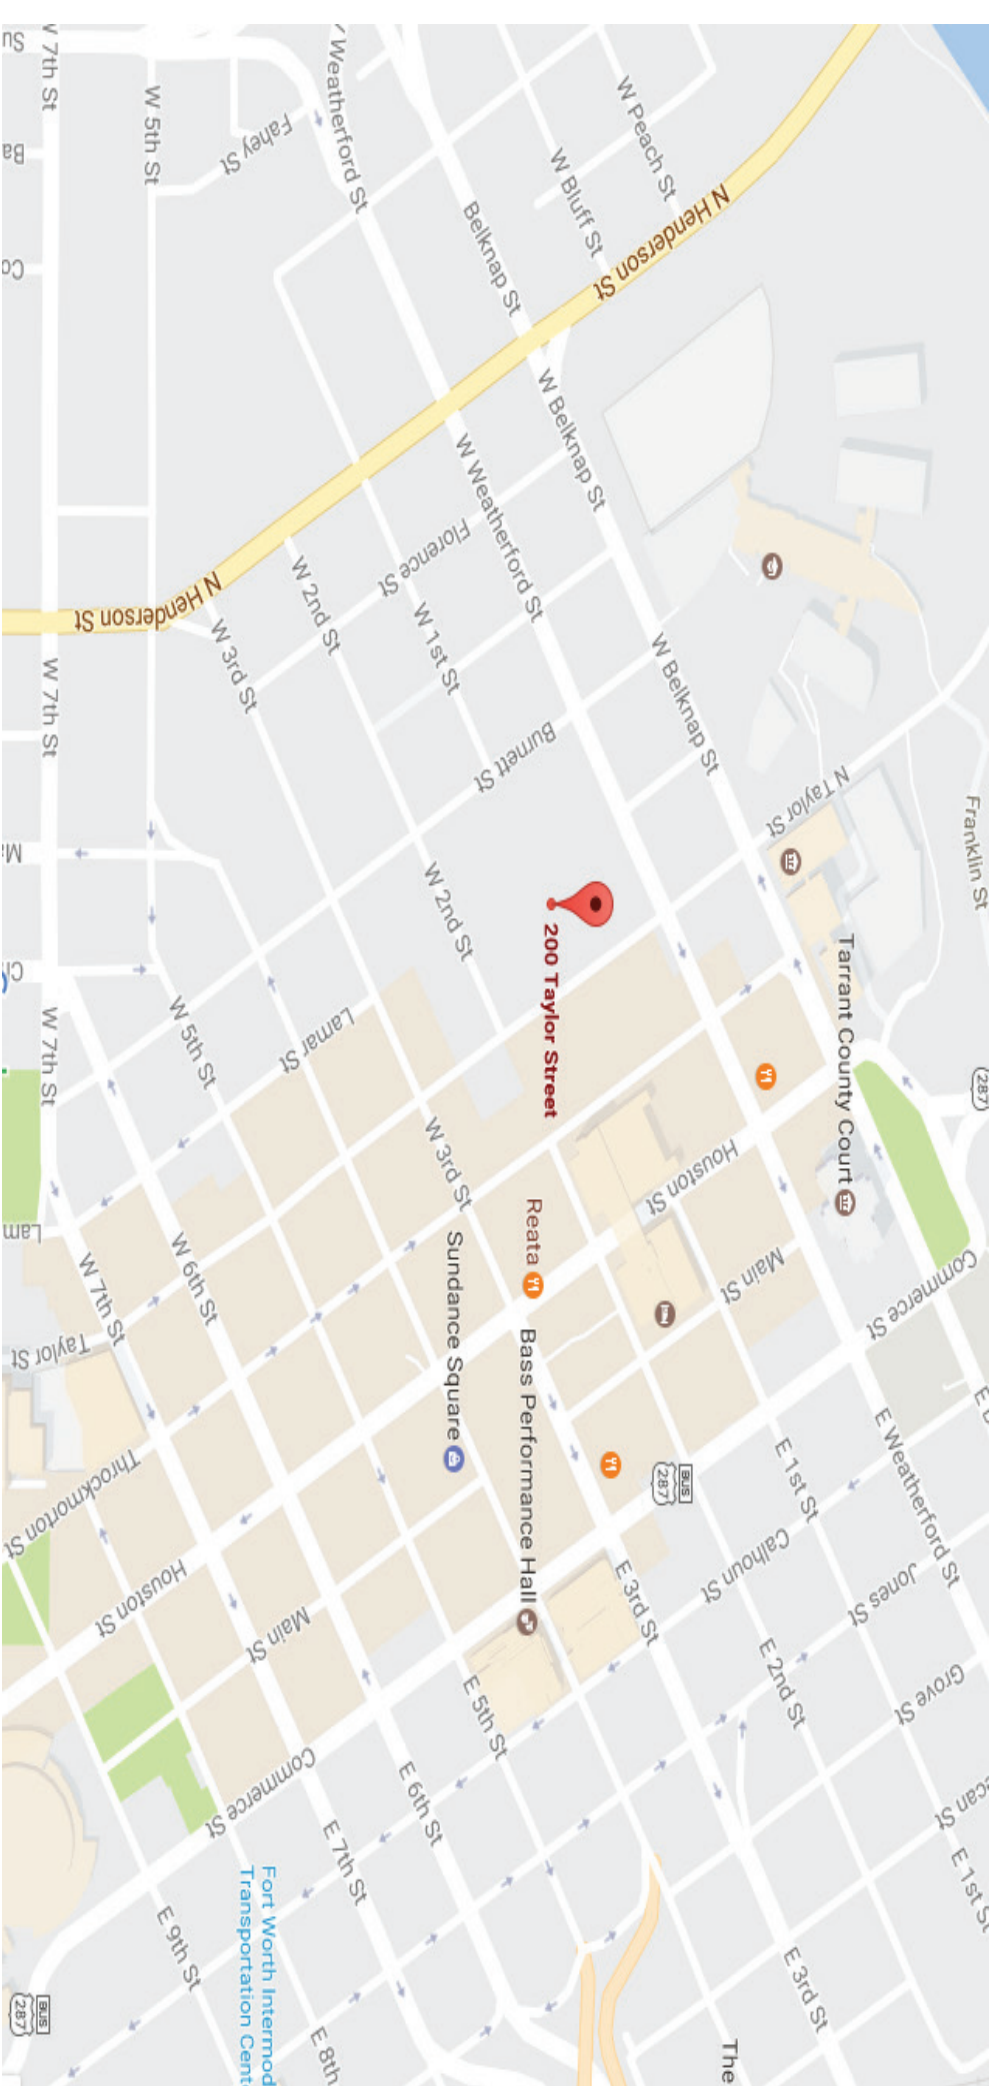 W 7th St
W 5th St
Fahey St
Weatherford St
Belknap St
W Bluff St
W Peach St
N Henderson St
W Belknap St
W Weatherford St
Florence St
W 1st St
W 2nd St
W 3rd St
N Henderson St
W 7th St
W Belknap St
Burnett St
N Taylor St
Franklin St
W 2nd St
200 Taylor Street
Tarrant County Court
287
Lamar St
W 5th St
W 7th St
W 3rd St
Houston St
Main St
Commerce St
Reata
Sundance Square
Bass Performance Hall
W 6th St
W 7th St
Taylor St
Throckmorton St
Houston St
Main St
BUS
287
E Weatherford St
E 1st St
Calhoun St
Jones St
E 3rd St
E 2nd St
Grove St
E 5th St
Commerce St
E 6th St
E 7th St
E 1st St
E 9th St
E 8th
E 3rd St
Fort Worth Intermod
Transportation Cent
BUS
287
The